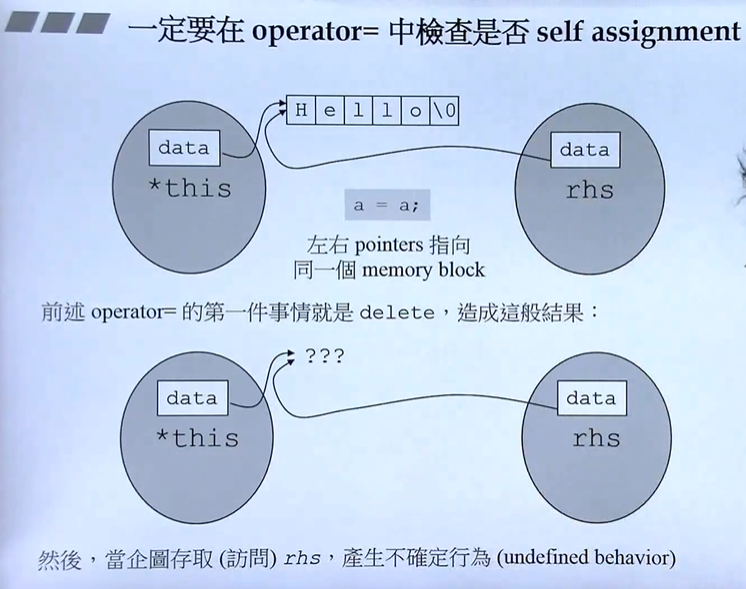 一定要在 operator= 中檢查是否 self assignment
H e l l o \0
data
*this
data
rhs
a = a;
左右 pointers 指向
同一個 memory block
前述 operator= 的第一件事情就是 delete，造成這般結果：
???
data
*this
data
rhs
然後，當企圖存取 (訪問) rhs，產生不確定行為 (undefined behavior)